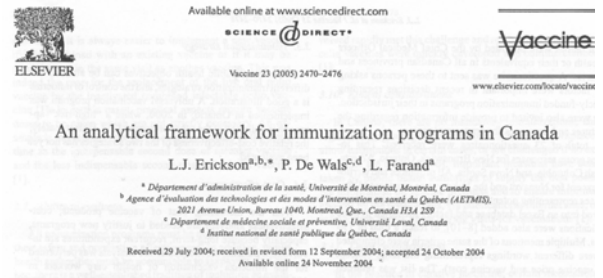 Available online at www.sciencedirect.com
SCIENCE @ DIRECT®
ELSEVIER
Vaccine 23 (2005) 2470–2476
Vaccine
www.elsevier.com/locate/vaccine
An analytical framework for immunization programs in Canada
L.J. Erickson a,b,*, P. De Wals c,d, L. Farand a
a Département d'administration de la santé, Université de Montréal, Montréal, Canada
b Agence d'évaluation des technologies et des modes d'intervention en santé du Québec (AETMIS),
2021 Avenue Union, Bureau 1040, Montreal, Que., Canada H3A 2S9
c Département de médecine sociale et préventive, Université Laval, Canada
d Institut national de santé publique du Québec, Canada
Received 29 July 2004; received in revised form 12 September 2004; accepted 24 October 2004
Available online 24 November 2004